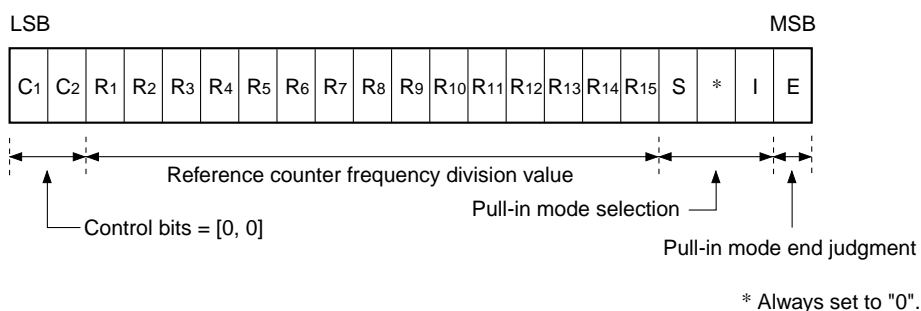 LSB MSB
C1 C2 R1 R2 R3 R4 R5 R6 R7 R8 R9 R10 R11 R12 R13 R14 R15 S * I E
Reference counter frequency division value
Pull-in mode selection
Control bits = [0, 0]
Pull-in mode end judgment
* Always set to "0".